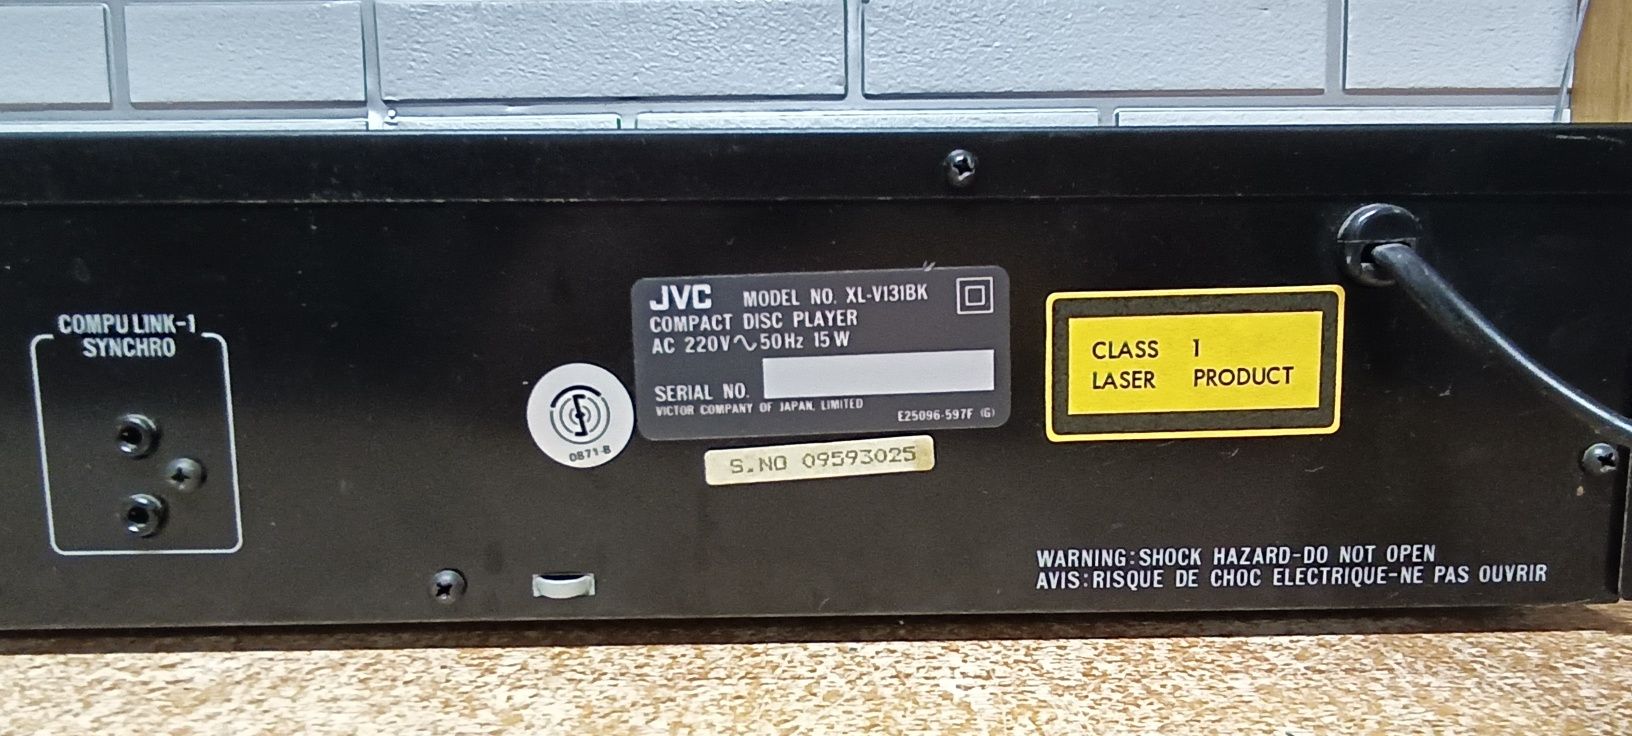 COMPU LINK-1
SYNCHRO
JVC MODEL NO. XL-V131BK
COMPACT DISC PLAYER
AC 220V∿50Hz 15W
SERIAL NO.
VICTOR COMPANY OF JAPAN, LIMITED
E25096-597F (G)
0871-B
S.NO 09593025
CLASS 1
LASER PRODUCT
WARNING:SHOCK HAZARD-DO NOT OPEN
AVIS:RISQUE DE CHOC ELECTRIQUE-NE PAS OUVRIR